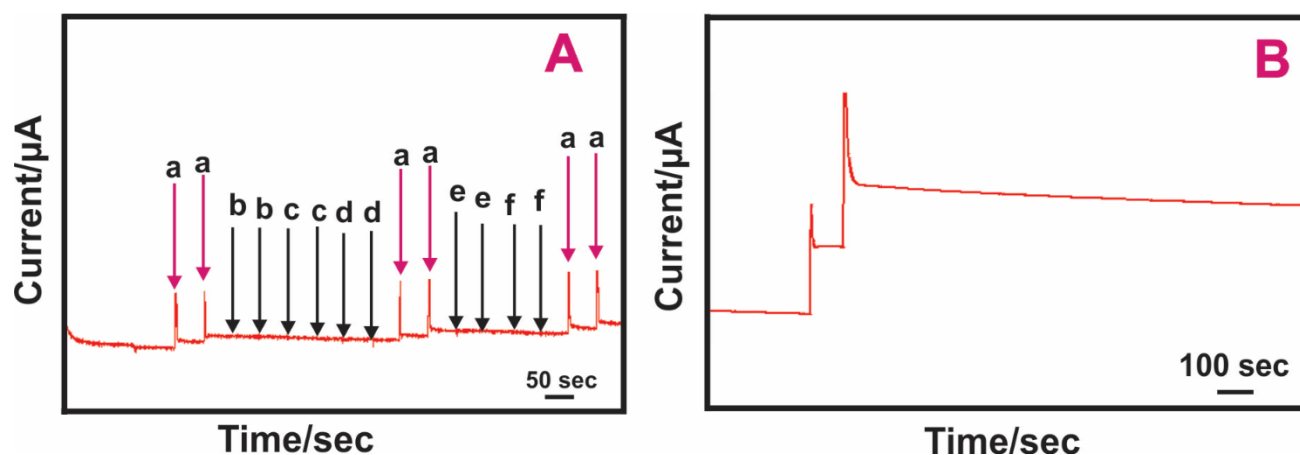 A
Current/µA
a a
b b c c d d
a a
e e f f
a a
50 sec
Time/sec
B
Current/µA
100 sec
Time/sec